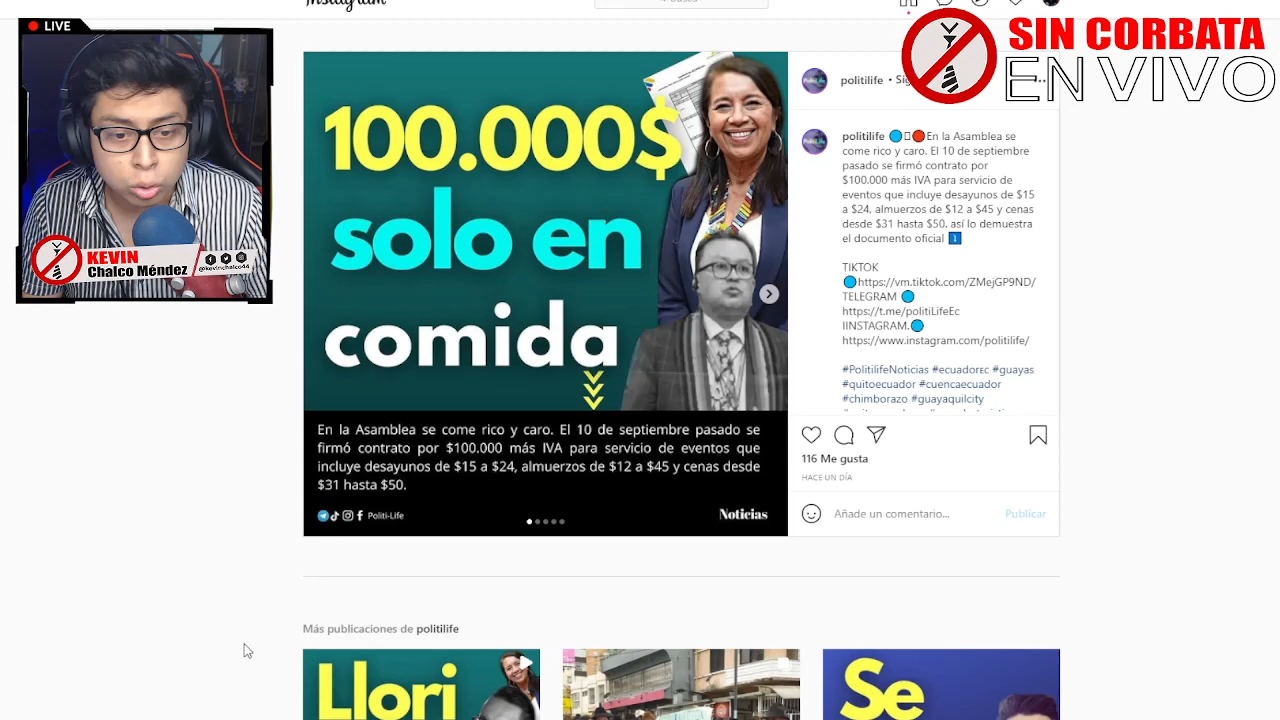 Instagram
LIVE
SIN CORBATA
EN VIVO
KEVIN
Chalco Méndez
@kevinchalco44
100.000$
solo en
comida
En la Asamblea se come rico y caro. El 10 de septiembre pasado se
firmó contrato por $100.000 más IVA para servicio de eventos que
incluye desayunos de $15 a $24, almuerzos de $12 a $45 y cenas desde
$31 hasta $50.
Politi-Life
Noticias
politilife •
politilife 🔵▯🔴En la Asamblea se
come rico y caro. El 10 de septiembre
pasado se firmó contrato por
$100.000 más IVA para servicio de
eventos que incluye desayunos de $15
a $24, almuerzos de $12 a $45 y cenas
desde $31 hasta $50. así lo demuestra
el documento oficial ℹ️
TIKTOK
🔵https://vm.tiktok.com/ZMejGP9ND/
TELEGRAM 🔵
https://t.me/politiLifeEc
IINSTAGRAM.🔵
https://www.instagram.com/politilife/
#PolitilifeNoticias #ecuadorᴇᴄ #guayas
#quitoecuador #cuencaecuador
#chimborazo #guayaquilcity
116 Me gusta
HACE UN DÍA
Añade un comentario...
Publicar
Más publicaciones de politilife
Llori
Se